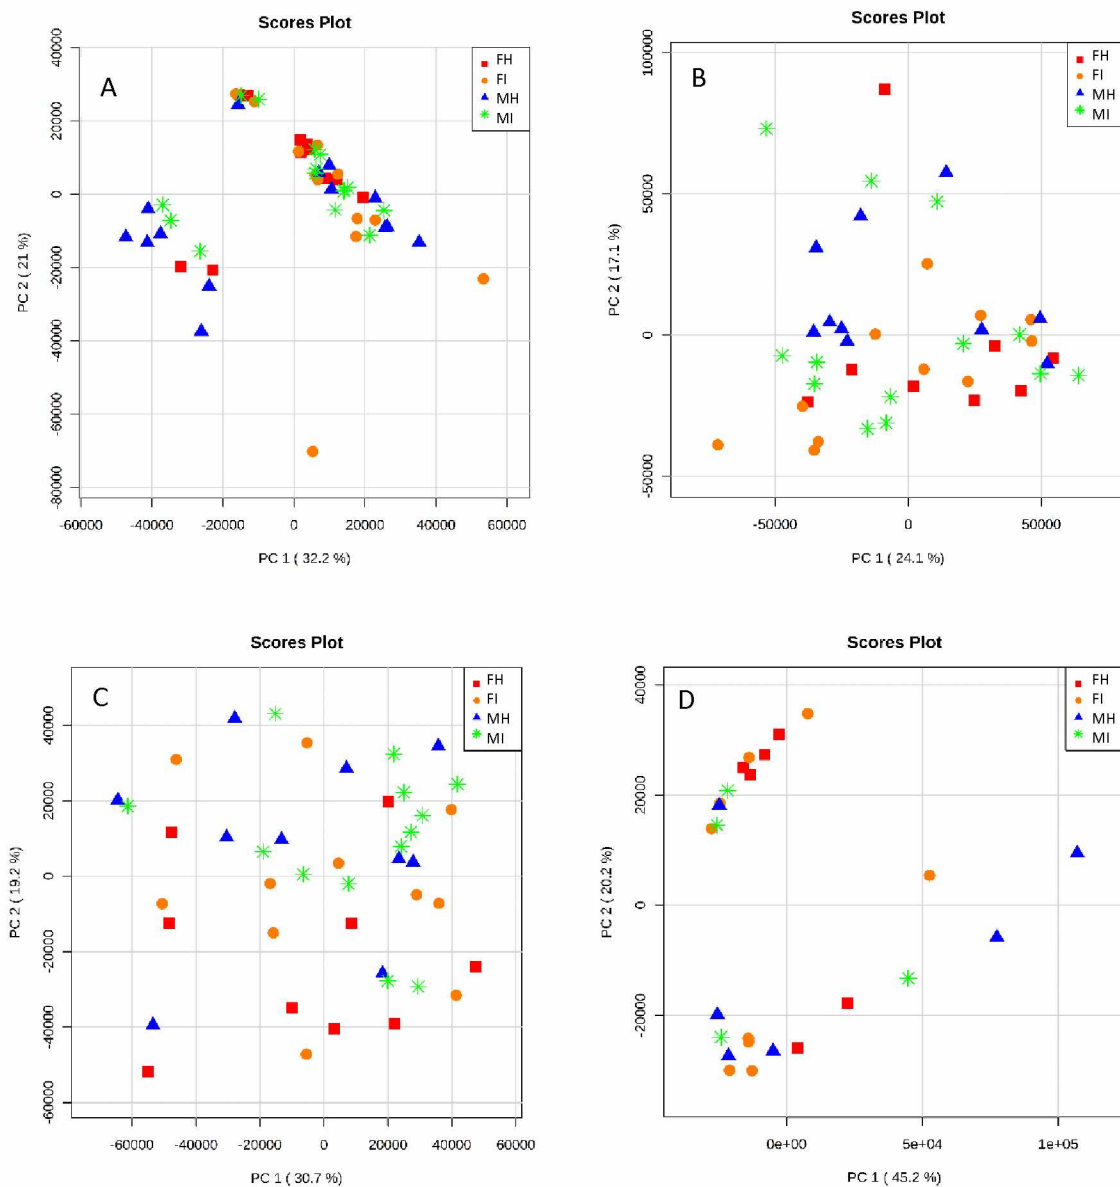 Scores Plot
A
FH
FI
MH
MI
40000
20000
0
-20000
-40000
-60000
-80000
PC 2 ( 21 %)
-60000 -40000 -20000 0 20000 40000 60000
PC 1 ( 32.2 %)
Scores Plot
B
FH
FI
MH
MI
100000
50000
0
-50000
PC 2 ( 17.1 %)
-50000 0 50000
PC 1 ( 24.1 %)
Scores Plot
C
FH
FI
MH
MI
40000
20000
0
-20000
-40000
-60000
PC 2 ( 19.2 %)
-60000 -40000 -20000 0 20000 40000 60000
PC 1 ( 30.7 %)
Scores Plot
D
FH
FI
MH
MI
40000
20000
0
-20000
PC 2 ( 20.2 %)
0e+00 5e+04 1e+05
PC 1 ( 45.2 %)